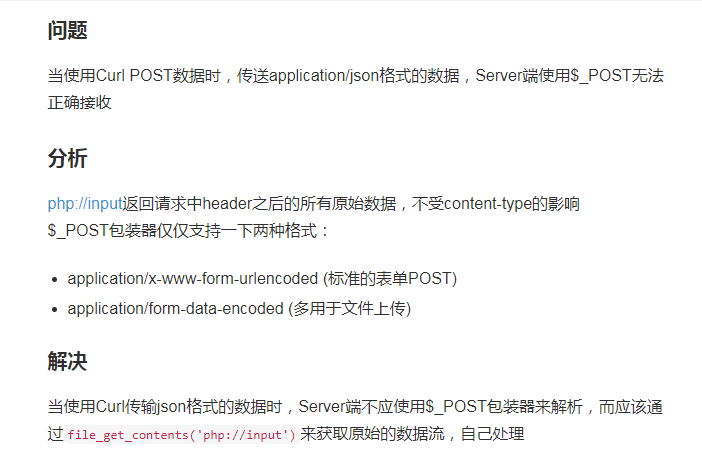 问题
当使用Curl POST数据时，传送application/json格式的数据，Server端使用$_POST无法
正确接收
分析
php://input返回请求中header之后的所有原始数据，不受content-type的影响
$_POST包装器仅仅支持一下两种格式：
• application/x-www-form-urlencoded (标准的表单POST)
• application/form-data-encoded (多用于文件上传)
解决
当使用Curl传输json格式的数据时，Server端不应使用$_POST包装器来解析，而应该通
过 file_get_contents('php://input') 来获取原始的数据流，自己处理